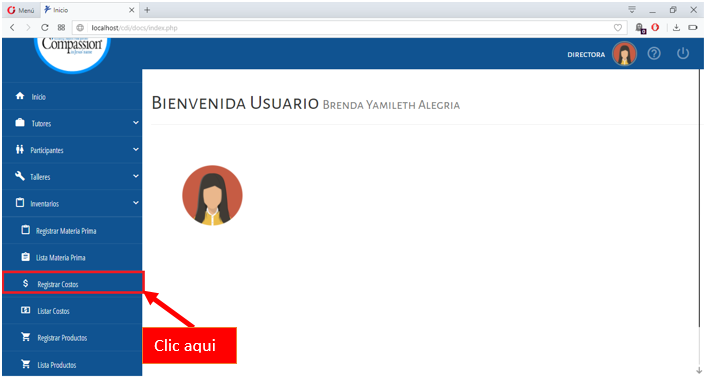 Menú
Inicio
localhost/cdi/docs/index.php
0
Compassion
DIRECTORA
Inicio
Tutores
Participantes
Talleres
Inventarios
Registrar Materia Prima
Lista Materia Prima
Registrar Costos
Listar Costos
Registrar Productos
Lista Productos
BIENVENIDA USUARIO BRENDA YAMILETH ALEGRIA
Clic aqui